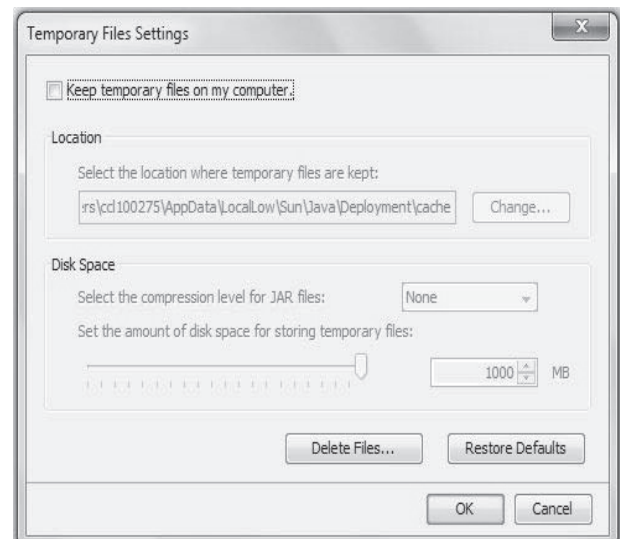 Temporary Files Settings
X
Keep temporary files on my computer.
Location
Select the location where temporary files are kept:
rs\cd100275\AppData\LocalLow\Sun\Java\Deployment\cache
Change...
Disk Space
Select the compression level for JAR files:
None
Set the amount of disk space for storing temporary files:
1000 MB
Delete Files...
Restore Defaults
OK
Cancel